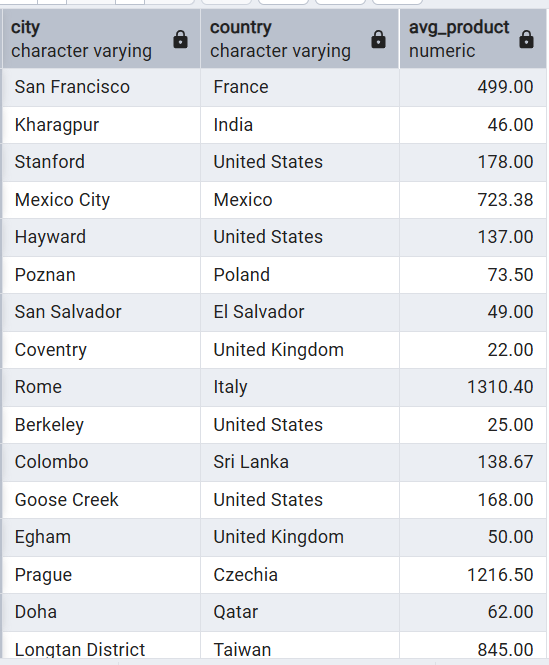 city country avg_product
character varying character varying numeric
San Francisco France 499.00
Kharagpur India 46.00
Stanford United States 178.00
Mexico City Mexico 723.38
Hayward United States 137.00
Poznan Poland 73.50
San Salvador El Salvador 49.00
Coventry United Kingdom 22.00
Rome Italy 1310.40
Berkeley United States 25.00
Colombo Sri Lanka 138.67
Goose Creek United States 168.00
Egham United Kingdom 50.00
Prague Czechia 1216.50
Doha Qatar 62.00
Longtan District Taiwan 845.00